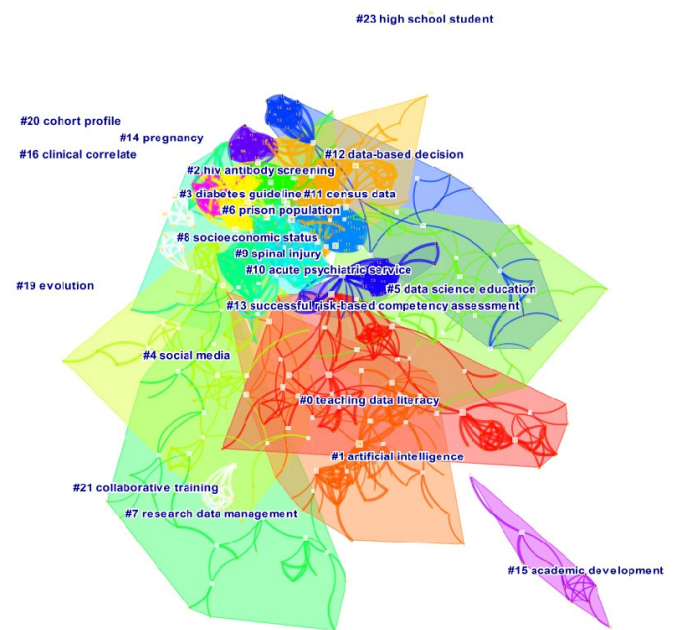 #23 high school student
#20 cohort profile
#14 pregnancy
#16 clinical correlate
#12 data-based decision
#2 hiv antibody screening
#3 diabetes guideline
#11 census data
#6 prison population
#8 socioeconomic status
#9 spinal injury
#10 acute psychiatric service
#19 evolution
#5 data science education
#13 successful risk-based competency assessment
#4 social media
#0 teaching data literacy
#1 artificial intelligence
#21 collaborative training
#7 research data management
#15 academic development